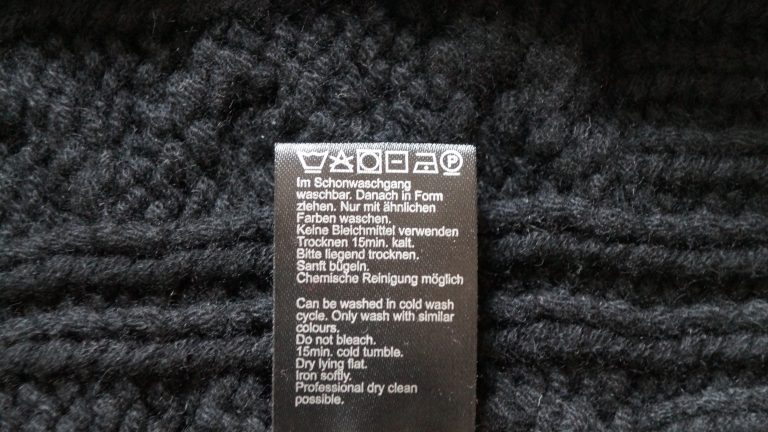 P
Im Schonwaschgang
waschbar. Danach in Form
ziehen. Nur mit ähnlichen
Farben waschen.
Keine Bleichmittel verwenden
Trocknen 15min. kalt.
Bitte liegend trocknen.
Sanft bügeln.
Chemische Reinigung möglich
Can be washed in cold wash
cycle. Only wash with similar
colours.
Do not bleach.
15min. cold tumble.
Dry lying flat.
Iron softly.
Professional dry clean
possible.